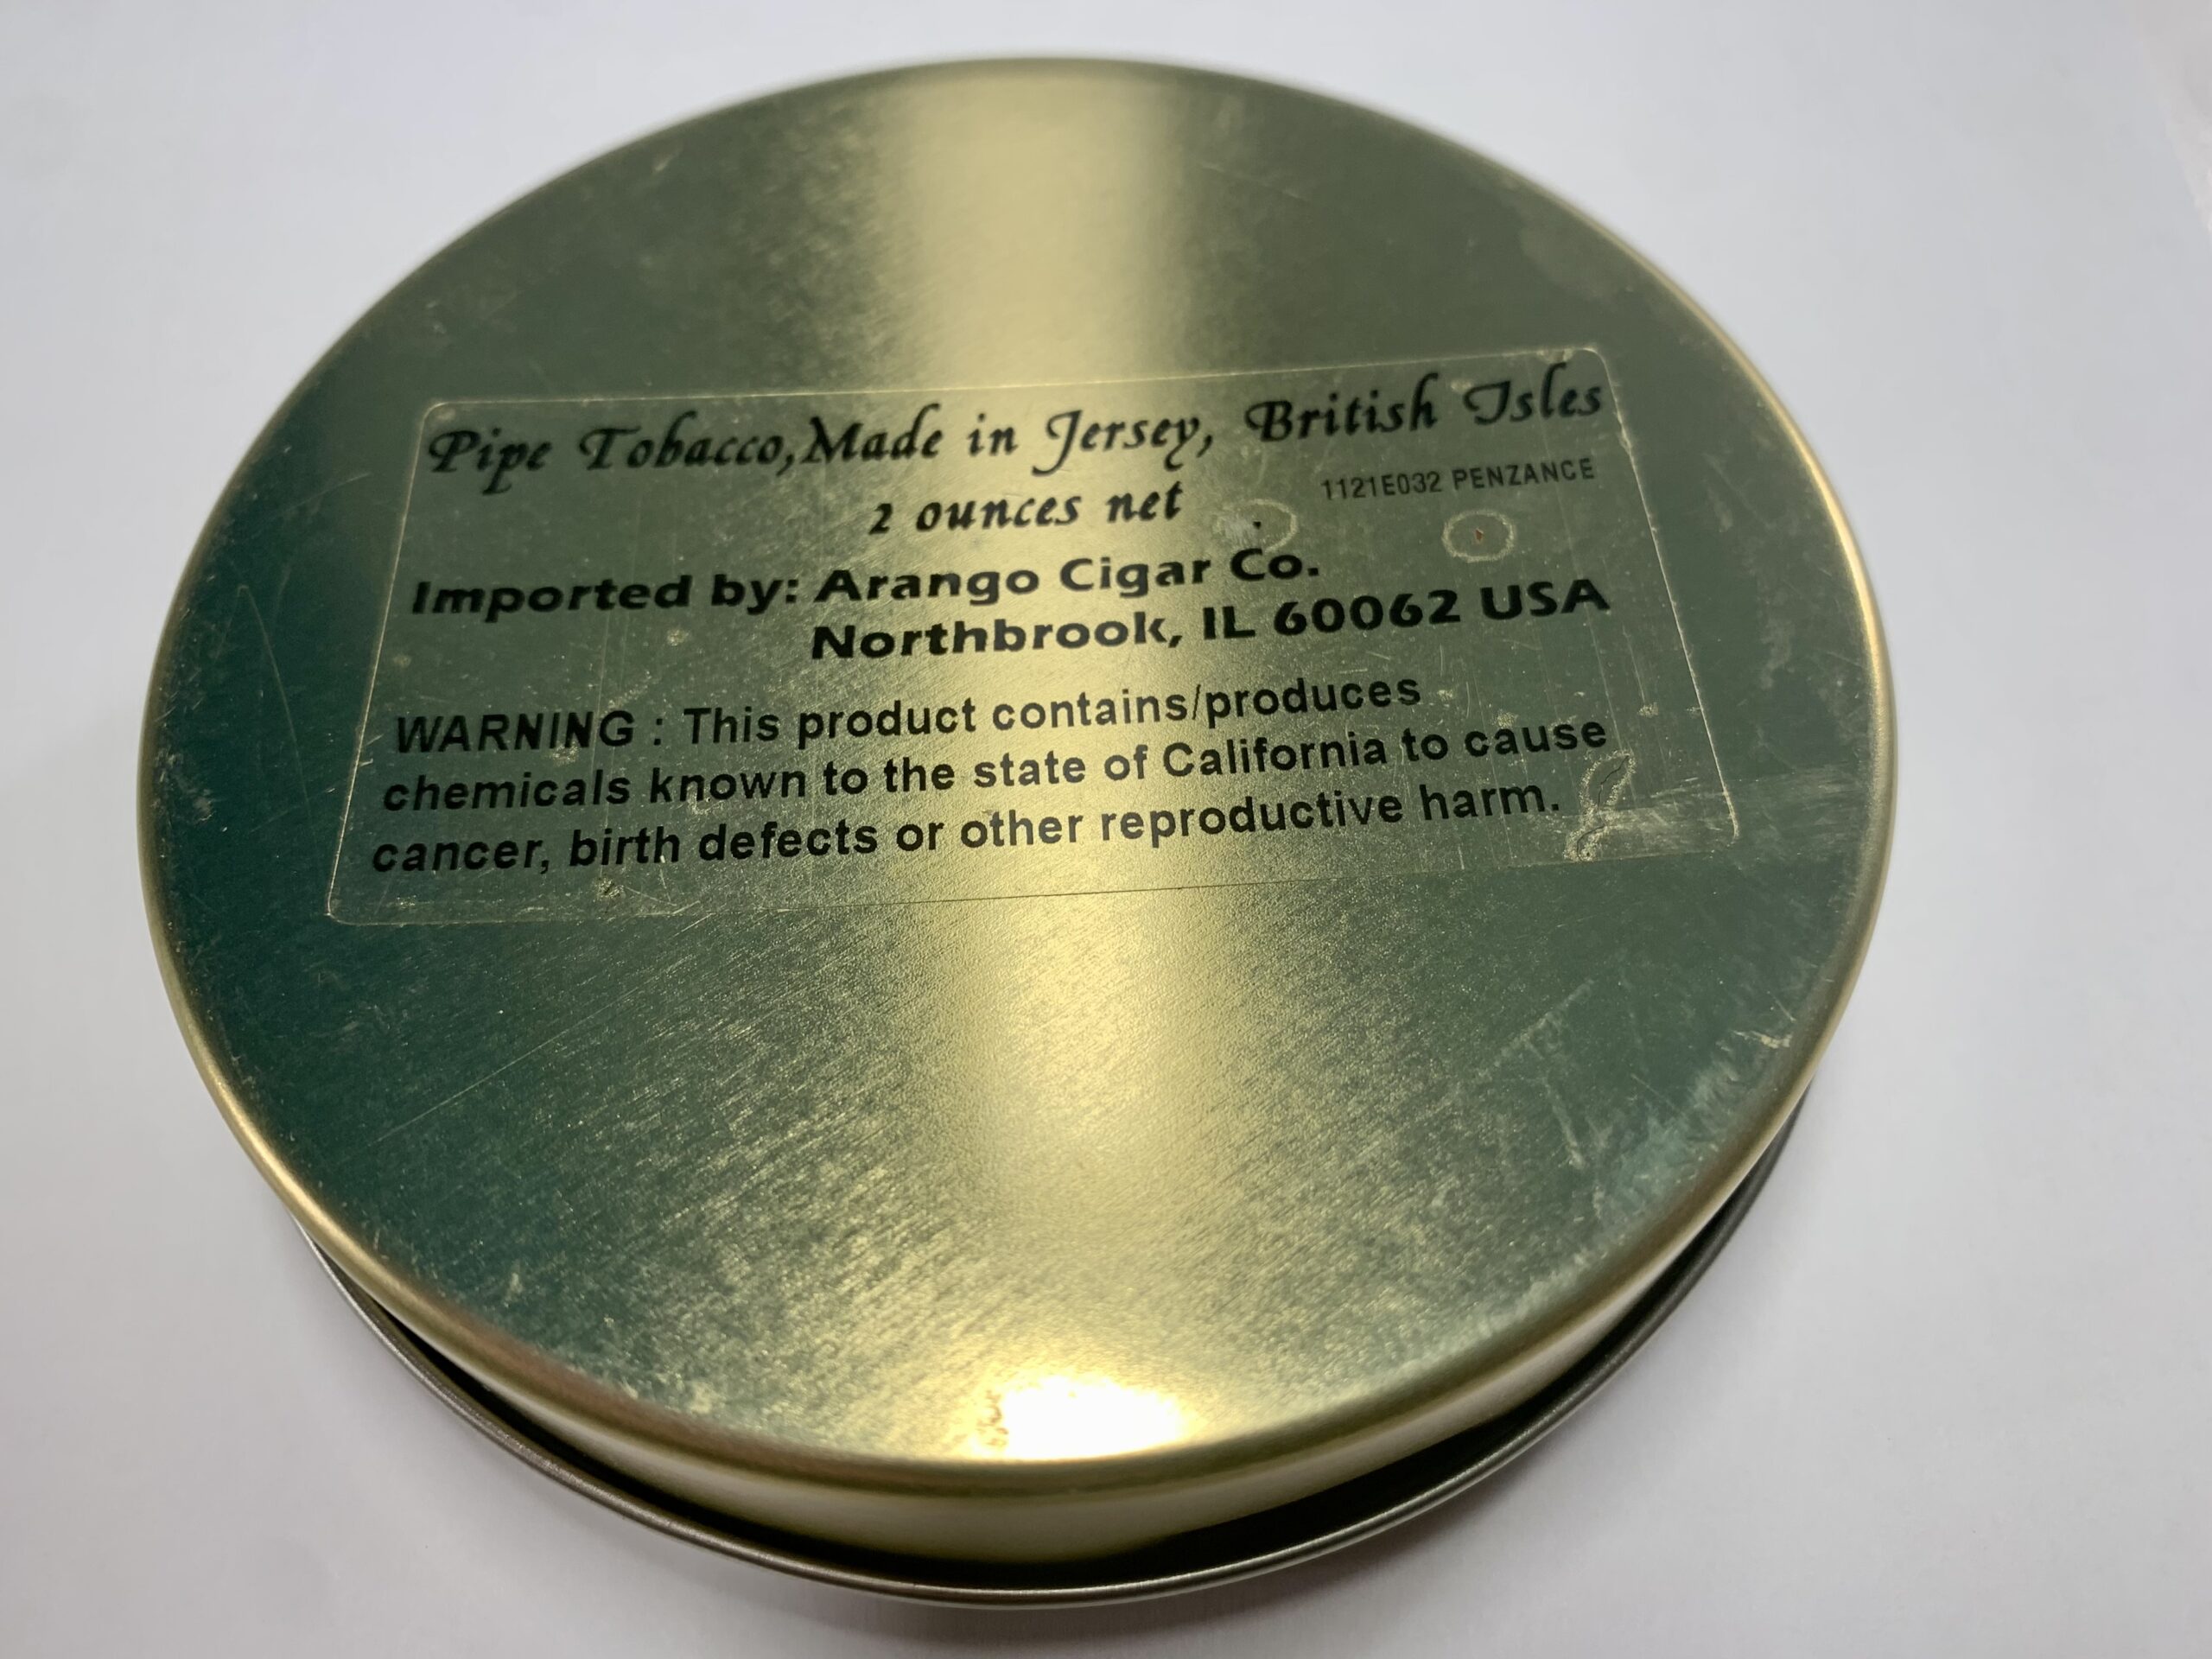 Pipe Tobacco,Made in Jersey, British Isles
1121E032 PENZANCE
2 ounces net
Imported by: Arango Cigar Co.
Northbrook, IL 60062 USA
WARNING : This product contains/produces
chemicals known to the state of California to cause
cancer, birth defects or other reproductive harm.